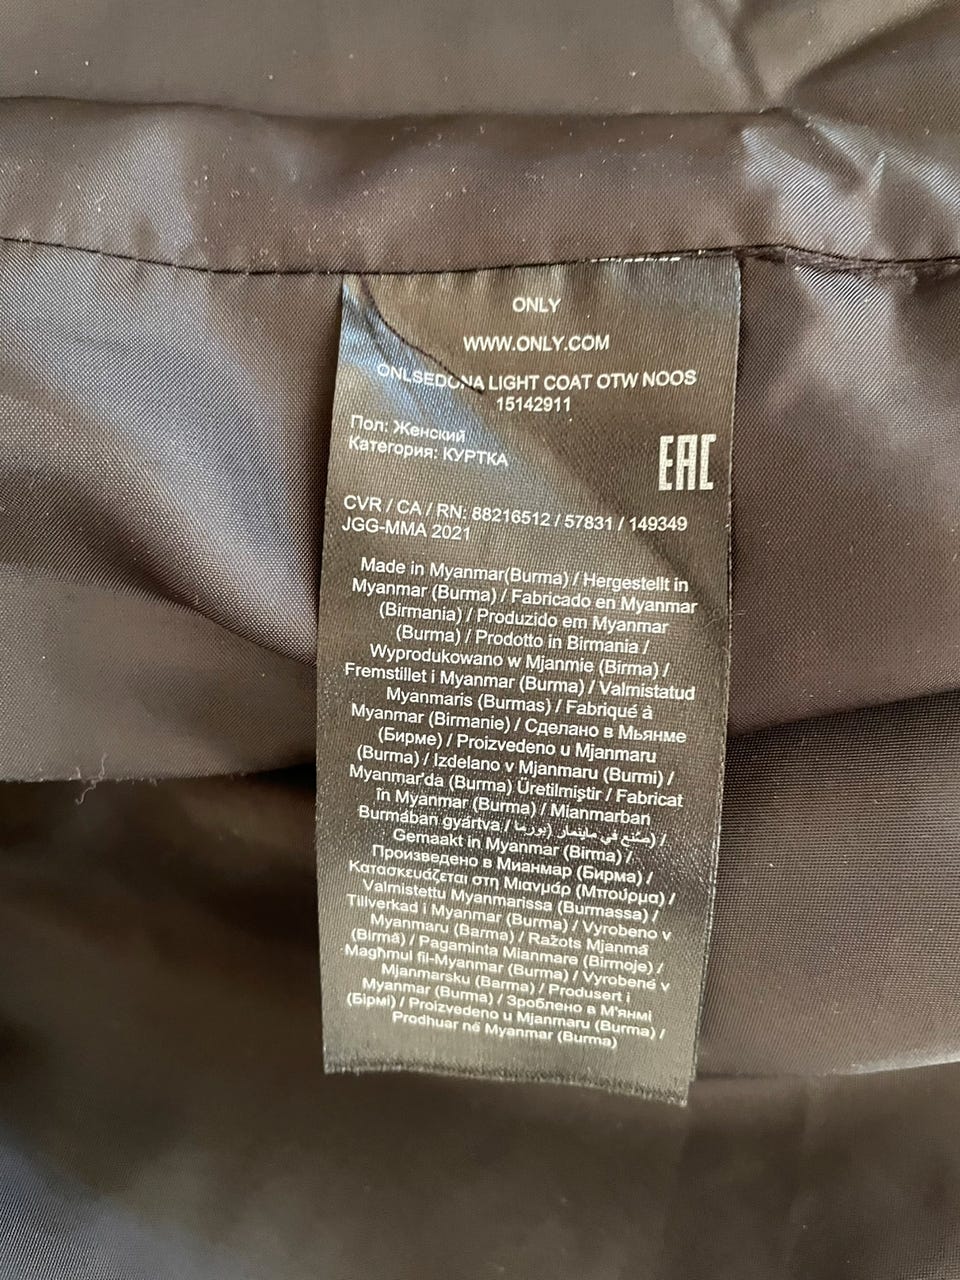 ONLY
WWW.ONLY.COM
ONLSEDONA LIGHT COAT OTW NOOS
15142911
Пол: Женский
Категория: КУРТКА
EAC
CVR / CA / RN: 88216512 / 57831 / 149349
JGG-MMA 2021
Made in Myanmar(Burma) / Hergestellt in
Myanmar (Burma) / Fabricado en Myanmar
(Birmania) / Produzido em Myanmar
(Burma) / Prodotto in Birmania /
Wyprodukowano w Mjanmie (Birma) /
Fremstillet i Myanmar (Burma) / Valmistatud
Myanmaris (Burmas) / Fabriqué à
Myanmar (Birmanie) / Сделано в Мьянме
(Бирме) / Proizvedeno u Mjanmaru
(Burma) / Izdelano v Mjanmaru (Burmi) /
Myanmar'da (Burma) Üretilmiştir / Fabricat
în Myanmar (Burma) / Mianmarban
Burmában gyártva / صُنع في ماينمار (بورما) /
Gemaakt in Myanmar (Birma) /
Произведено в Мианмар (Бирма) /
Κατασκευάζεται στη Μιανμάρ (Μπούρμα) /
Valmistettu Myanmarissa (Burmassa) /
Tillverkad i Myanmar (Burma) / Vyrobeno v
Myanmaru (Barma) / Ražots Mjanmā
(Birmā) / Pagaminta Mianmare (Birmoje) /
Magħmul fil-Myanmar (Burma) / Vyrobené v
Mjanmarsku (Barma) / Produsert i
Myanmar (Burma) / Зроблено в М'янмі
(Бірмі) / Proizvedeno u Mjanmaru (Burma) /
Prodhuar në Myanmar (Burma)